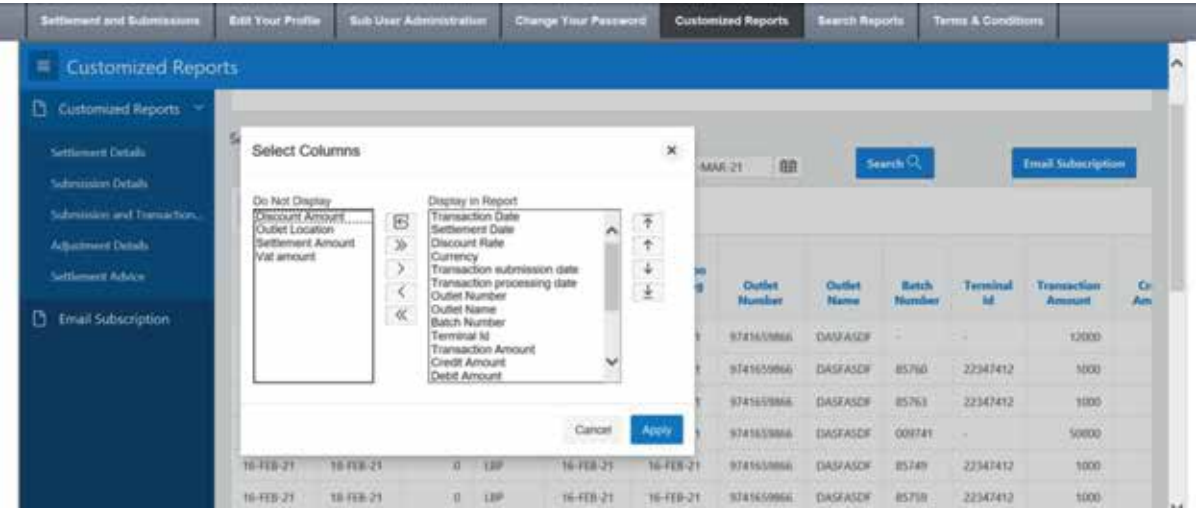 Settlement and Submissions Edit Your Profile Sub User Administration Change Your Password Customized Reports Search Reports Terms & Conditions
Customized Reports
Customized Reports
Settlement Details
Submission Details
Submission and Transaction...
Adjustment Details
Settlement Advice
Email Subscription
-MAR-21 Search Email Subscription
Select Columns
Do Not Display
Discount Amount
Outlet Location
Settlement Amount
Vat amount
Display in Report
Transaction Date
Settlement Date
Discount Rate
Currency
Transaction submission date
Transaction processing date
Outlet Number
Outlet Name
Batch Number
Terminal Id
Transaction Amount
Credit Amount
Debit Amount
Cancel Apply
Outlet Number Outlet Name Batch Number Terminal Id Transaction Amount
9741659866 DASFASDF - - 12000
9741659866 DASFASDF 85760 22347412 1000
9741659866 DASFASDF 85763 22347412 1000
9741659866 DASFASDF 009741 - 50000
16-FEB-21 18-FEB-21 0 LBP 16-FEB-21 16-FEB-21 9741659866 DASFASDF 85749 22347412 1000
16-FEB-21 18-FEB-21 0 LBP 16-FEB-21 16-FEB-21 9741659866 DASFASDF 85759 22347412 1000